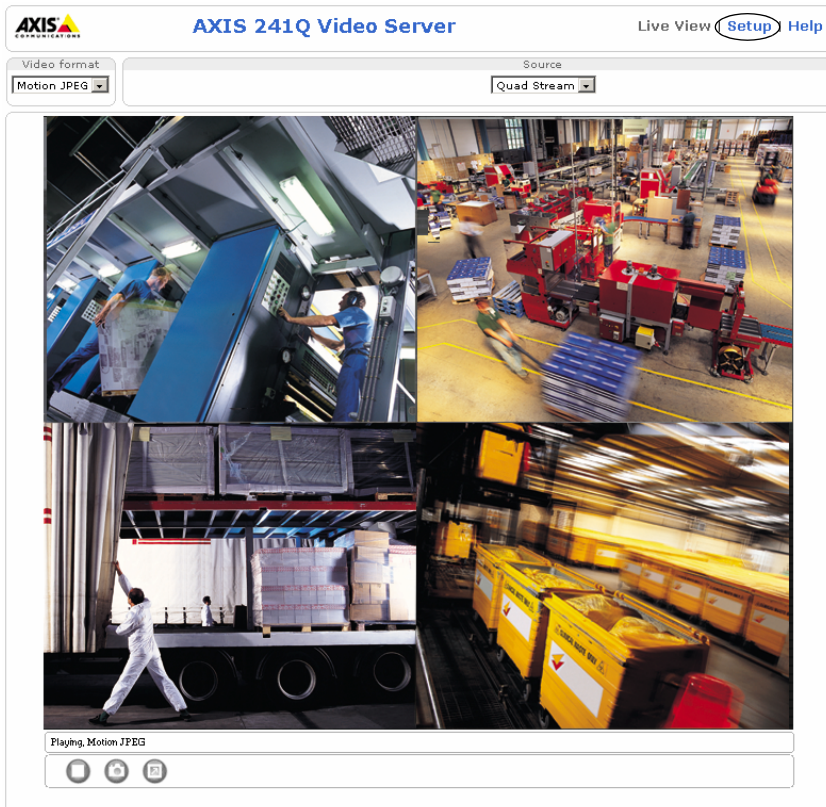 AXIS
COMMUNICATIONS
AXIS 241Q Video Server
Live View | Setup | Help
Video format
Source
Motion JPEG
Quad Stream
Playing, Motion JPEG